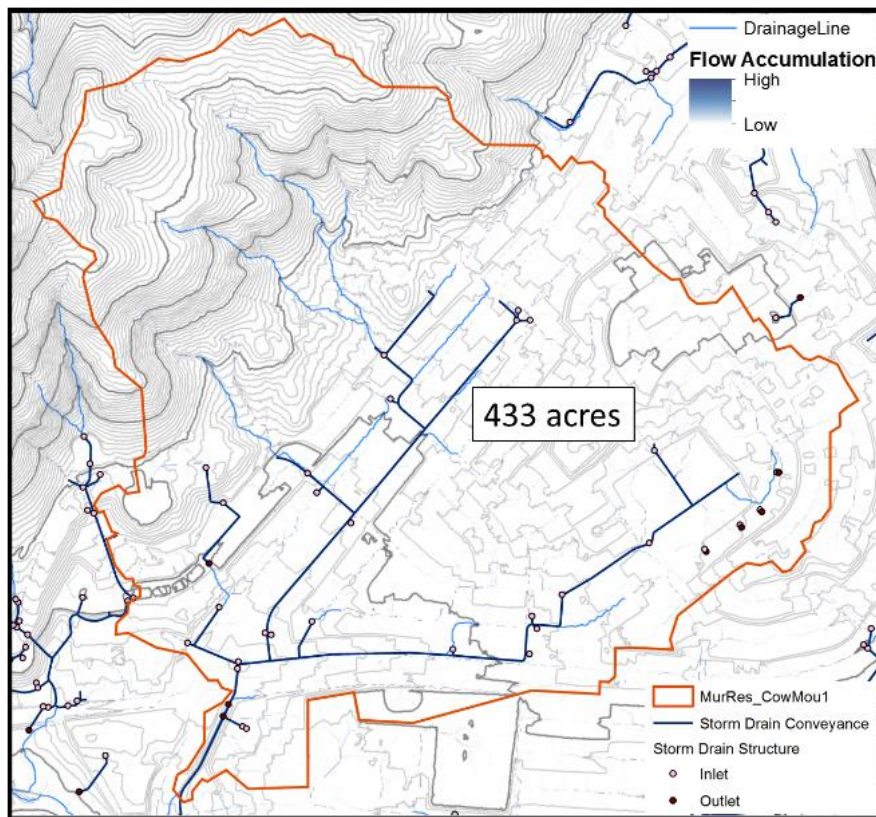 DrainageLine
Flow Accumulation
High
Low
433 acres
MurRes_CowMou1
Storm Drain Conveyance
Storm Drain Structure
Inlet
Outlet